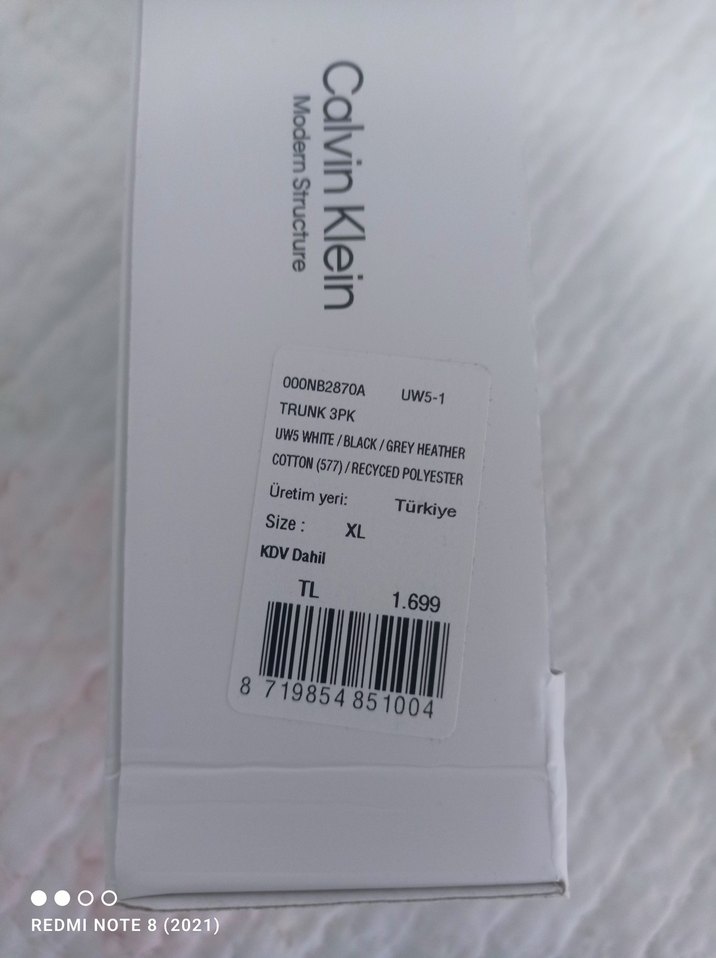 Calvin Klein
Modern Structure
000NB2870A UW5-1
TRUNK 3PK
UW5 WHITE / BLACK / GREY HEATHER
COTTON (577) / RECYCED POLYESTER
Üretim yeri: Türkiye
Size : XL
KDV Dahil
TL 1.699
8 719854 851004
REDMI NOTE 8 (2021)